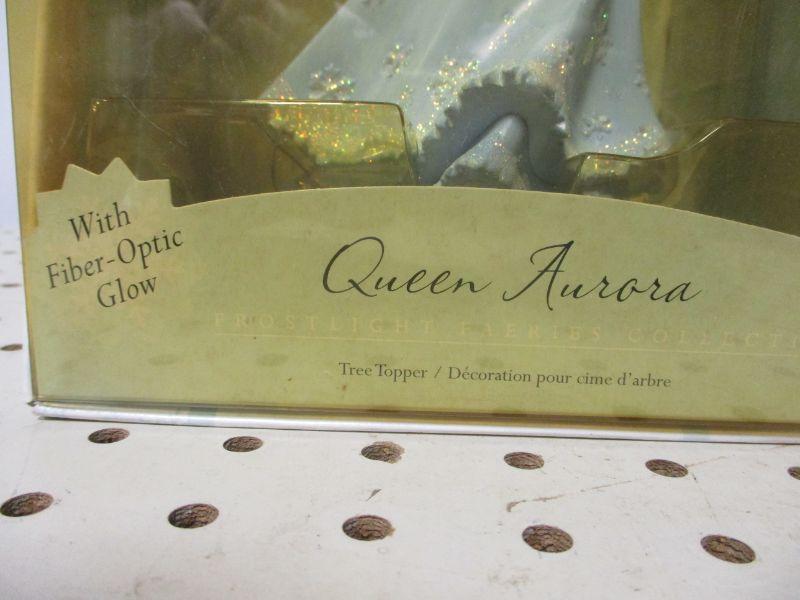 With
Fiber-Optic
Glow
Queen Aurora
FROSTLIGHT FAERIES
Tree Topper / Décoration pour cime d'arbre